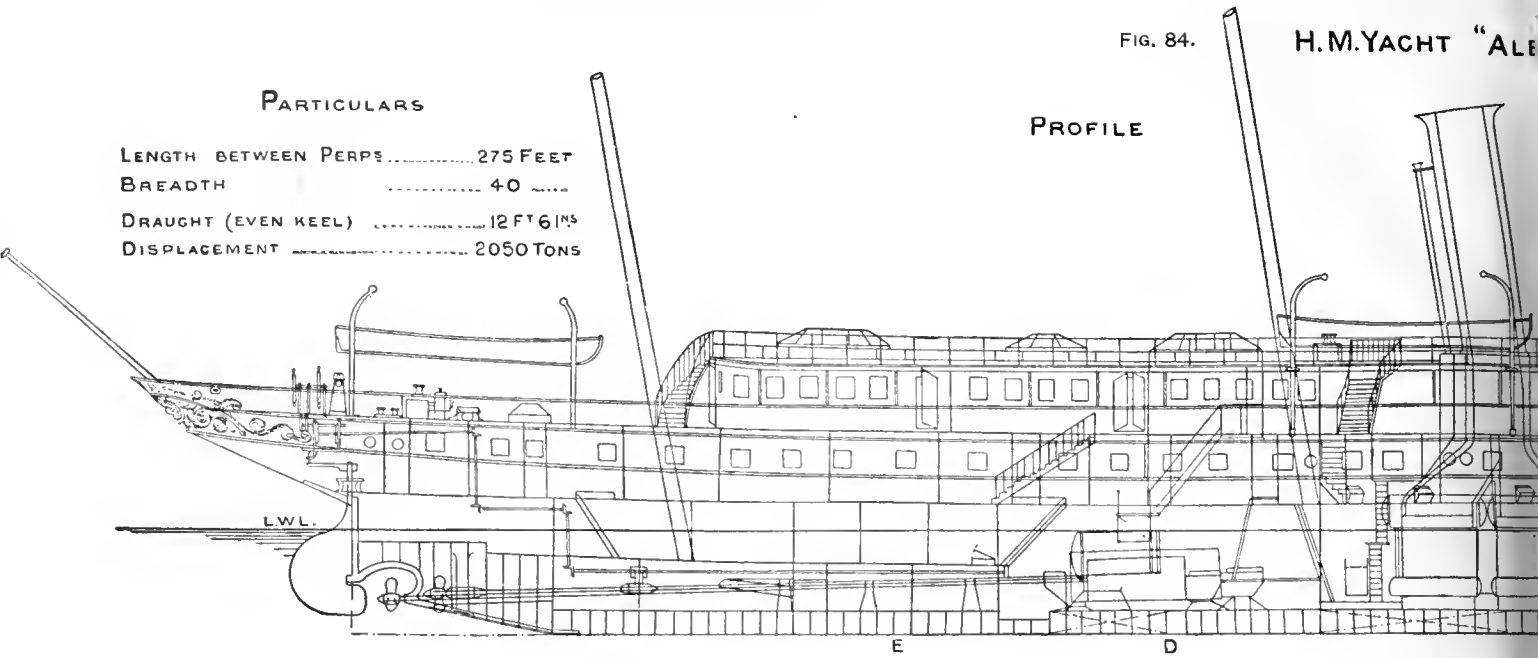 FIG. 84.
H.M. YACHT "ALE
PARTICULARS
PROFILE
LENGTH BETWEEN PERPS............275 FEET
BREADTH ............40 "
DRAUGHT (EVEN KEEL) ............12 FT 6 INS
DISPLACEMENT ............2050 TONS
L.W.L.
E D